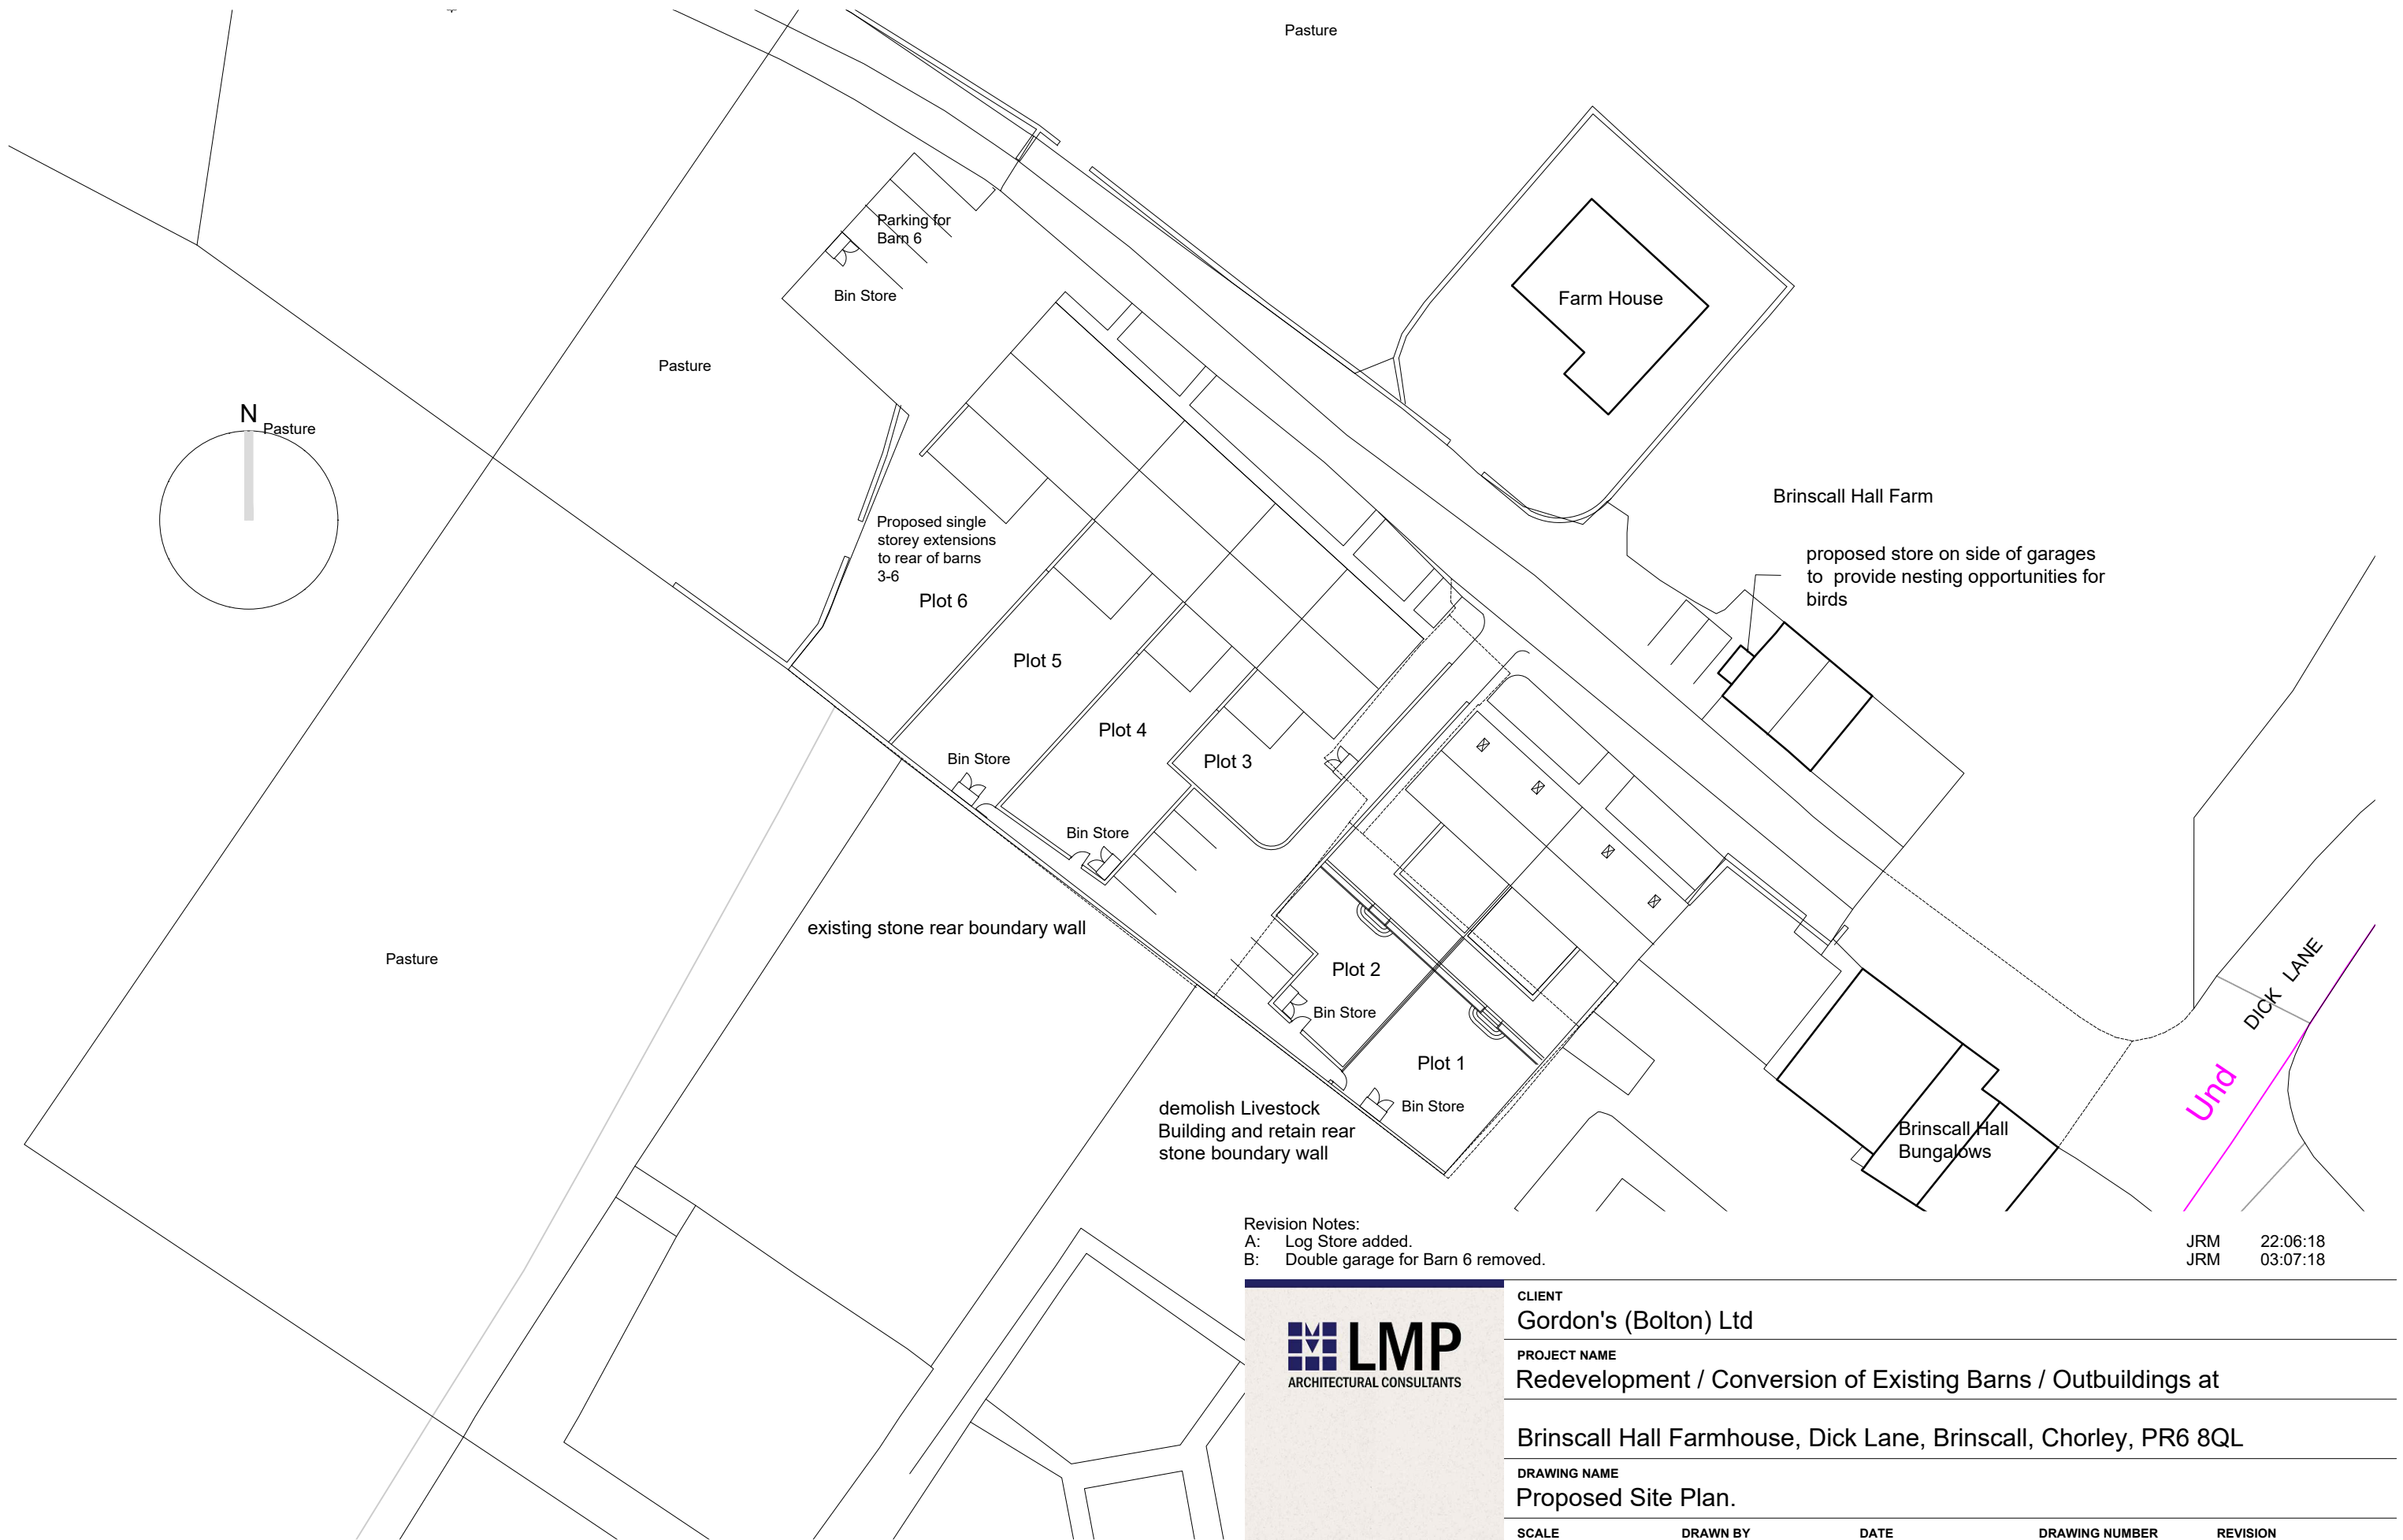 Pasture
Parking for
Barn 6
Bin Store
Farm House
Pasture
N
Pasture
Brinscall Hall Farm
Proposed single
storey extensions
to rear of barns
3-6
proposed store on side of garages
to provide nesting opportunities for
birds
Plot 6
Plot 5
Plot 4
Plot 3
Bin Store
Bin Store
existing stone rear boundary wall
Pasture
Plot 2
Bin Store
Plot 1
Bin Store
DICK LANE
Und
demolish Livestock
Building and retain rear
stone boundary wall
Brinscall Hall
Bungalows
Revision Notes:
A: Log Store added. JRM 22:06:18
B: Double garage for Barn 6 removed. JRM 03:07:18
LMP
ARCHITECTURAL CONSULTANTS
CLIENT
Gordon's (Bolton) Ltd
PROJECT NAME
Redevelopment / Conversion of Existing Barns / Outbuildings at
Brinscall Hall Farmhouse, Dick Lane, Brinscall, Chorley, PR6 8QL
DRAWING NAME
Proposed Site Plan.
SCALE DRAWN BY DATE DRAWING NUMBER REVISION